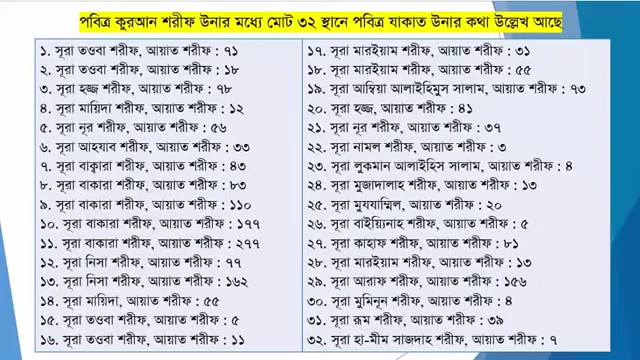 পবিত্র কুরআন শরীফ উনার মধ্যে মোট ৩২ স্থানে পবিত্র যাকাত উনার কথা উল্লেখ আছে
১. সূরা তওবা শরীফ, আয়াত শরীফ : ৭১
২. সূরা তওবা শরীফ, আয়াত শরীফ : ১৮
৩. সূরা হজ্জ শরীফ, আয়াত শরীফ : ৭৮
৪. সূরা মায়িদা শরীফ, আয়াত শরীফ : ১২
৫. সূরা নূর শরীফ, আয়াত শরীফ : ৫৬
৬. সূরা আহযাব শরীফ, আয়াত শরীফ : ৩৩
৭. সূরা বাক্বারা শরীফ, আয়াত শরীফ : ৪৩
৮. সূরা বাকারা শরীফ, আয়াত শরীফ : ৮৩
৯. সূরা বাকারা শরীফ, আয়াত শরীফ : ১১০
১০. সূরা বাকারা শরীফ, আয়াত শরীফ : ১৭৭
১১. সূরা বাকারা শরীফ, আয়াত শরীফ : ২৭৭
১২. সূরা নিসা শরীফ, আয়াত শরীফ : ৭৭
১৩. সূরা নিসা শরীফ, আয়াত শরীফ : ১৬২
১৪. সূরা মায়িদা, আয়াত শরীফ : ৫৫
১৫. সূরা তওবা শরীফ, আয়াত শরীফ : ৫
১৬. সূরা তওবা শরীফ, আয়াত শরীফ : ১১
১৭. সূরা মারইয়াম শরীফ, আয়াত শরীফ : ৩১
১৮. সূরা মারইয়াম শরীফ, আয়াত শরীফ : ৫৫
১৯. সূরা আম্বিয়া আলাইহিমুস সালাম, আয়াত শরীফ : ৭৩
২০. সূরা হজ্জ, আয়াত শরীফ : ৪১
২১. সূরা নূর শরীফ, আয়াত শরীফ : ৩৭
২২. সূরা নামল শরীফ, আয়াত শরীফ : ৩
২৩. সূরা লুকমান আলাইহিস সালাম, আয়াত শরীফ : ৪
২৪. সূরা মুজাদালাহ শরীফ, আয়াত শরীফ : ১৩
২৫. সূরা মুযযাম্মিল, আয়াত শরীফ : ২০
২৬. সূরা বাইয়্যিনাহ শরীফ, আয়াত শরীফ : ৫
২৭. সূরা কাহাফ শরীফ, আয়াত শরীফ : ৮১
২৮. সূরা মারইয়াম শরীফ, আয়াত শরীফ : ১৩
২৯. সূরা আরাফ শরীফ, আয়াত শরীফ : ১৫৬
৩০. সূরা মুমিনূন শরীফ, আয়াত শরীফ : ৪
৩১. সূরা রূম শরীফ, আয়াত শরীফ : ৩৯
৩২. সূরা হা-মীম সাজদাহ শরীফ, আয়াত শরীফ : ৭